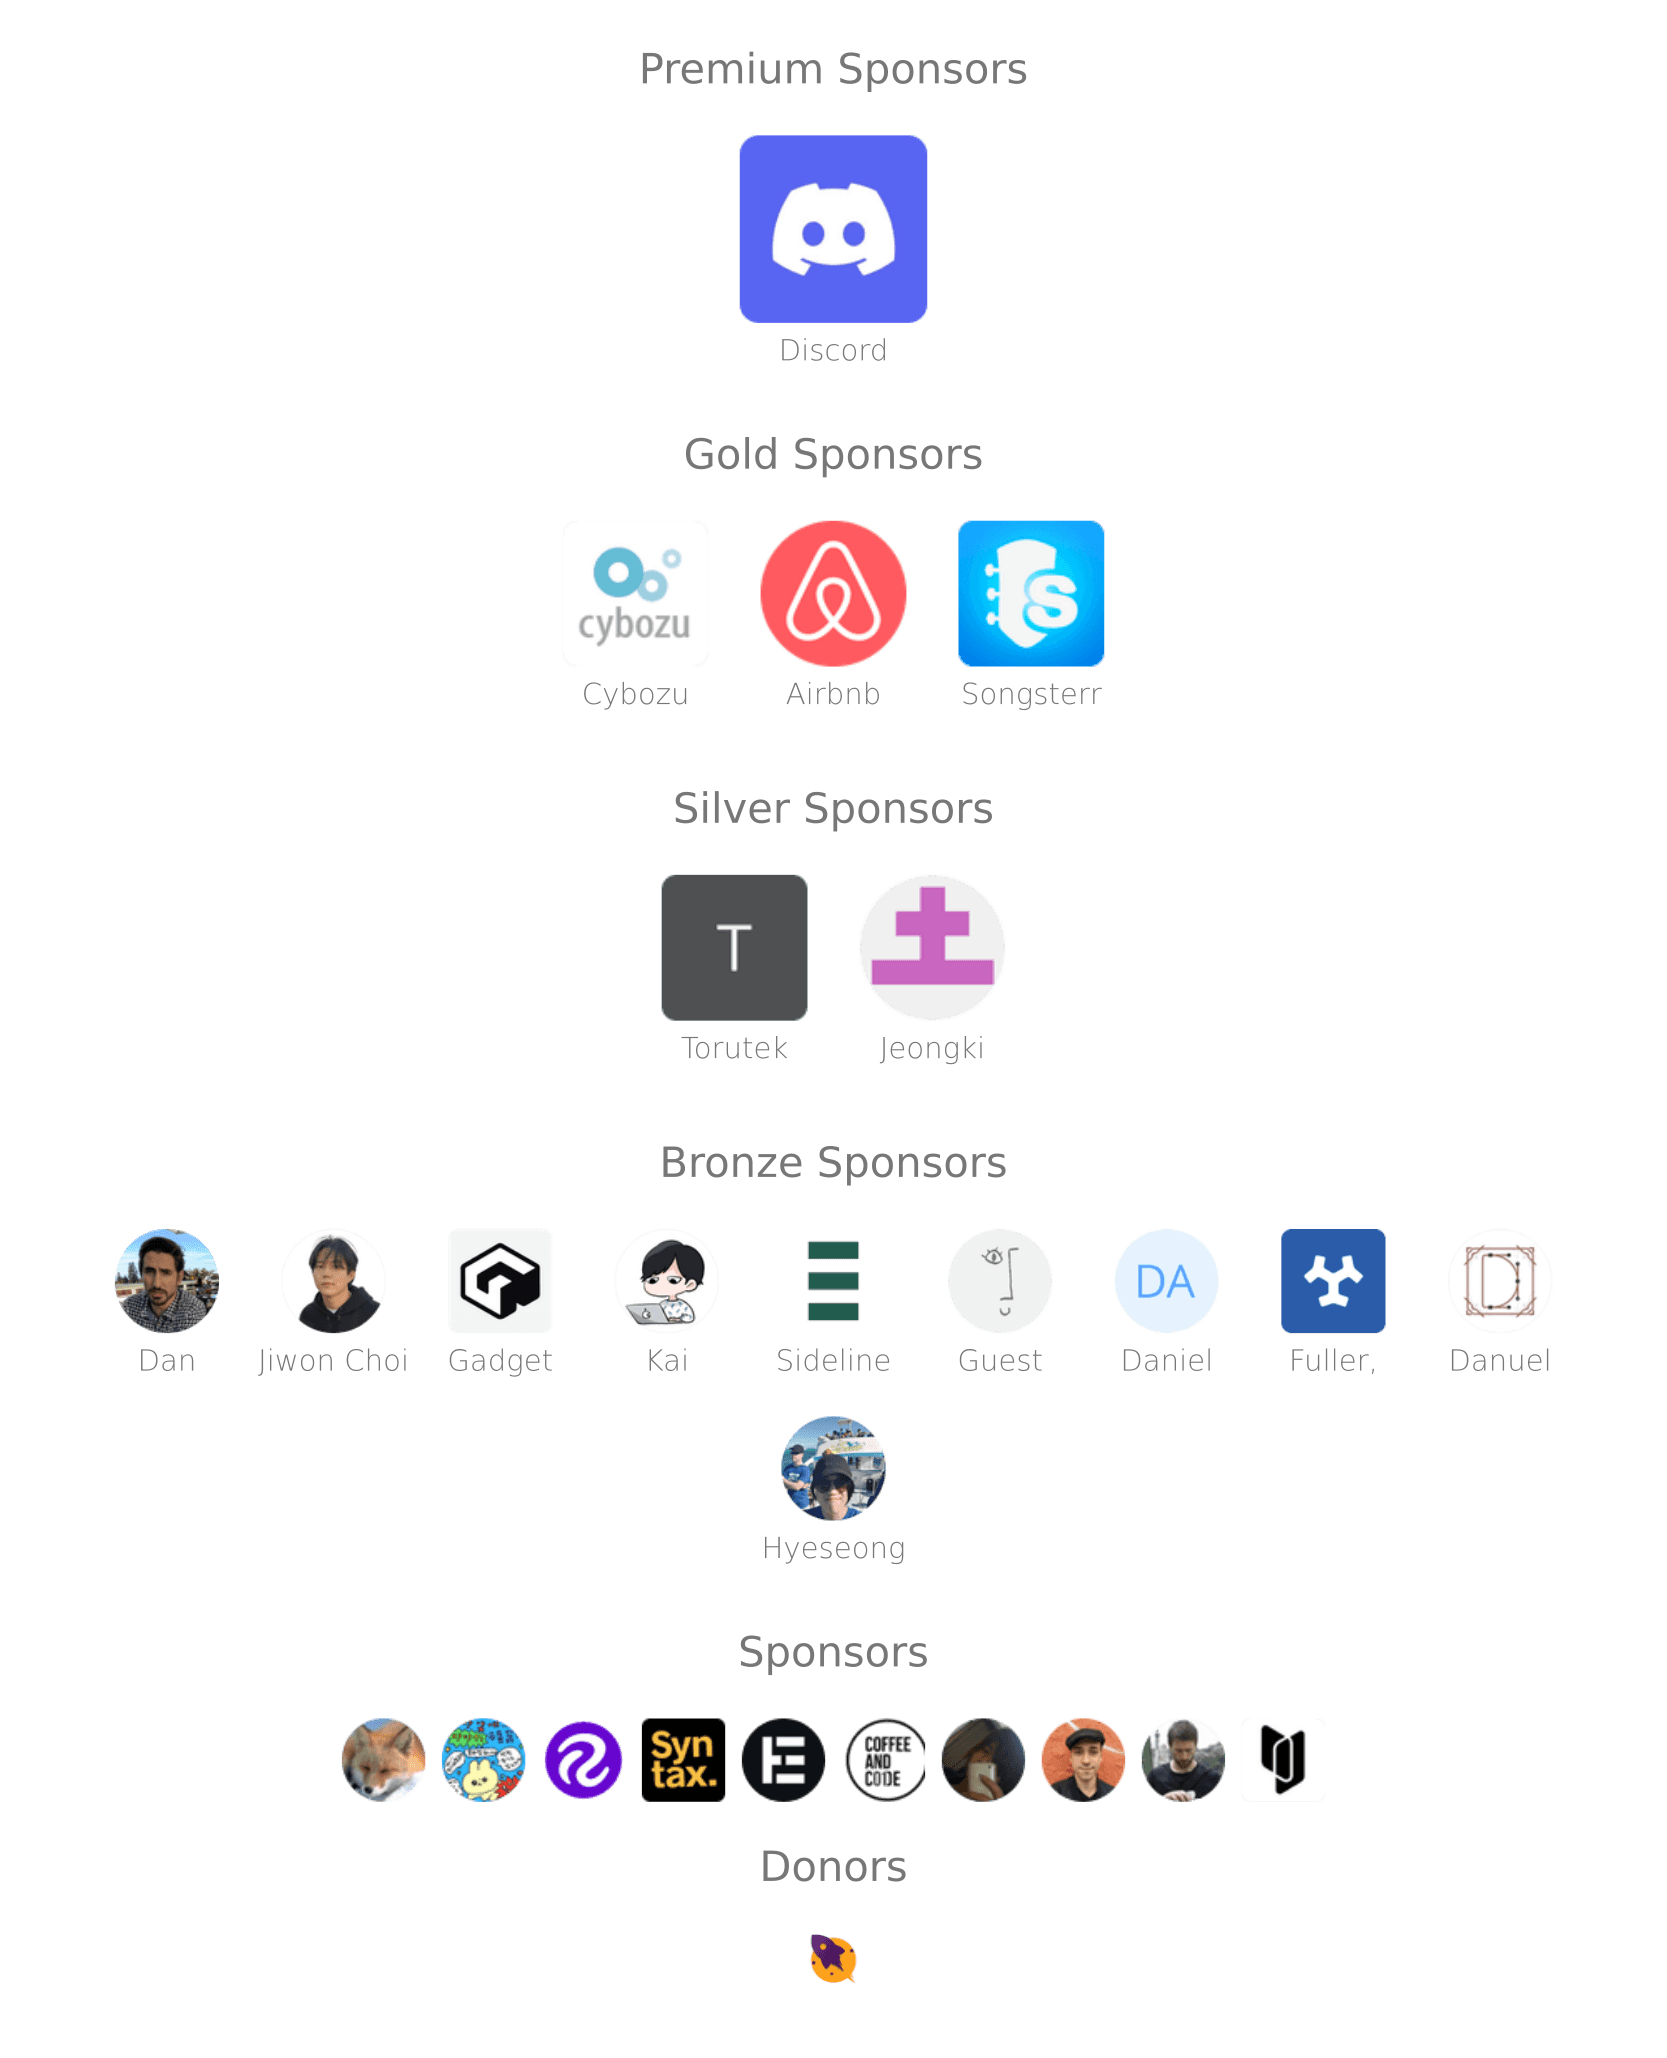 Premium Sponsors
Discord
Gold Sponsors
cybozu
Cybozu
Airbnb
S
Songsterr
Silver Sponsors
T
Torutek
Jeongki
Bronze Sponsors
DA
D
Dan
Jiwon Choi
Gadget
Kai
Sideline
Guest
Daniel
Fuller,
Danuel
Hyeseong
Sponsors
Syn
tax.
E
COFFEE
AND
CODE
Donors